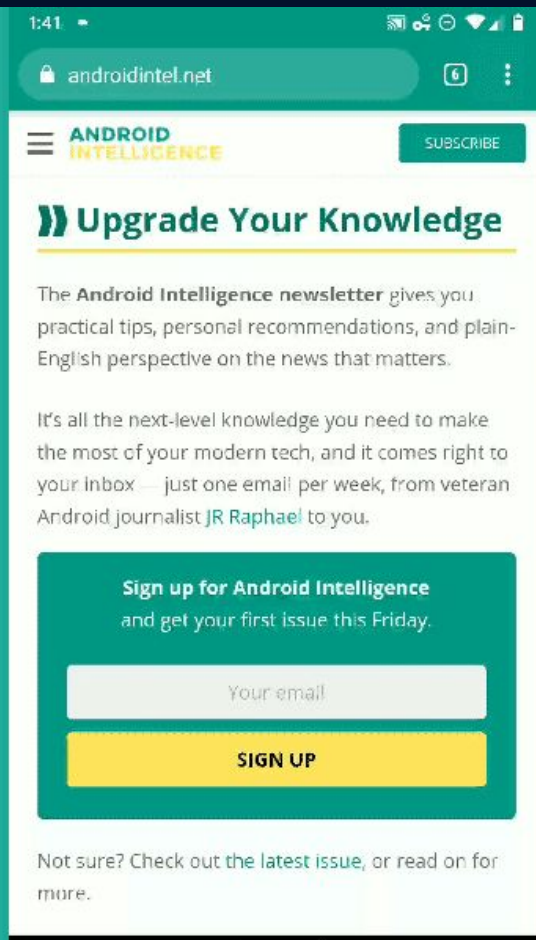 1:41
androidintel.net
6
ANDROID
INTELLIGENCE
SUBSCRIBE
Upgrade Your Knowledge
The Android Intelligence newsletter gives you
practical tips, personal recommendations, and plain-
English perspective on the news that matters.
It's all the next-level knowledge you need to make
the most of your modern tech, and it comes right to
your inbox — just one email per week, from veteran
Android journalist JR Raphael to you.
Sign up for Android Intelligence
and get your first issue this Friday.
Your email
SIGN UP
Not sure? Check out the latest issue, or read on for
more.